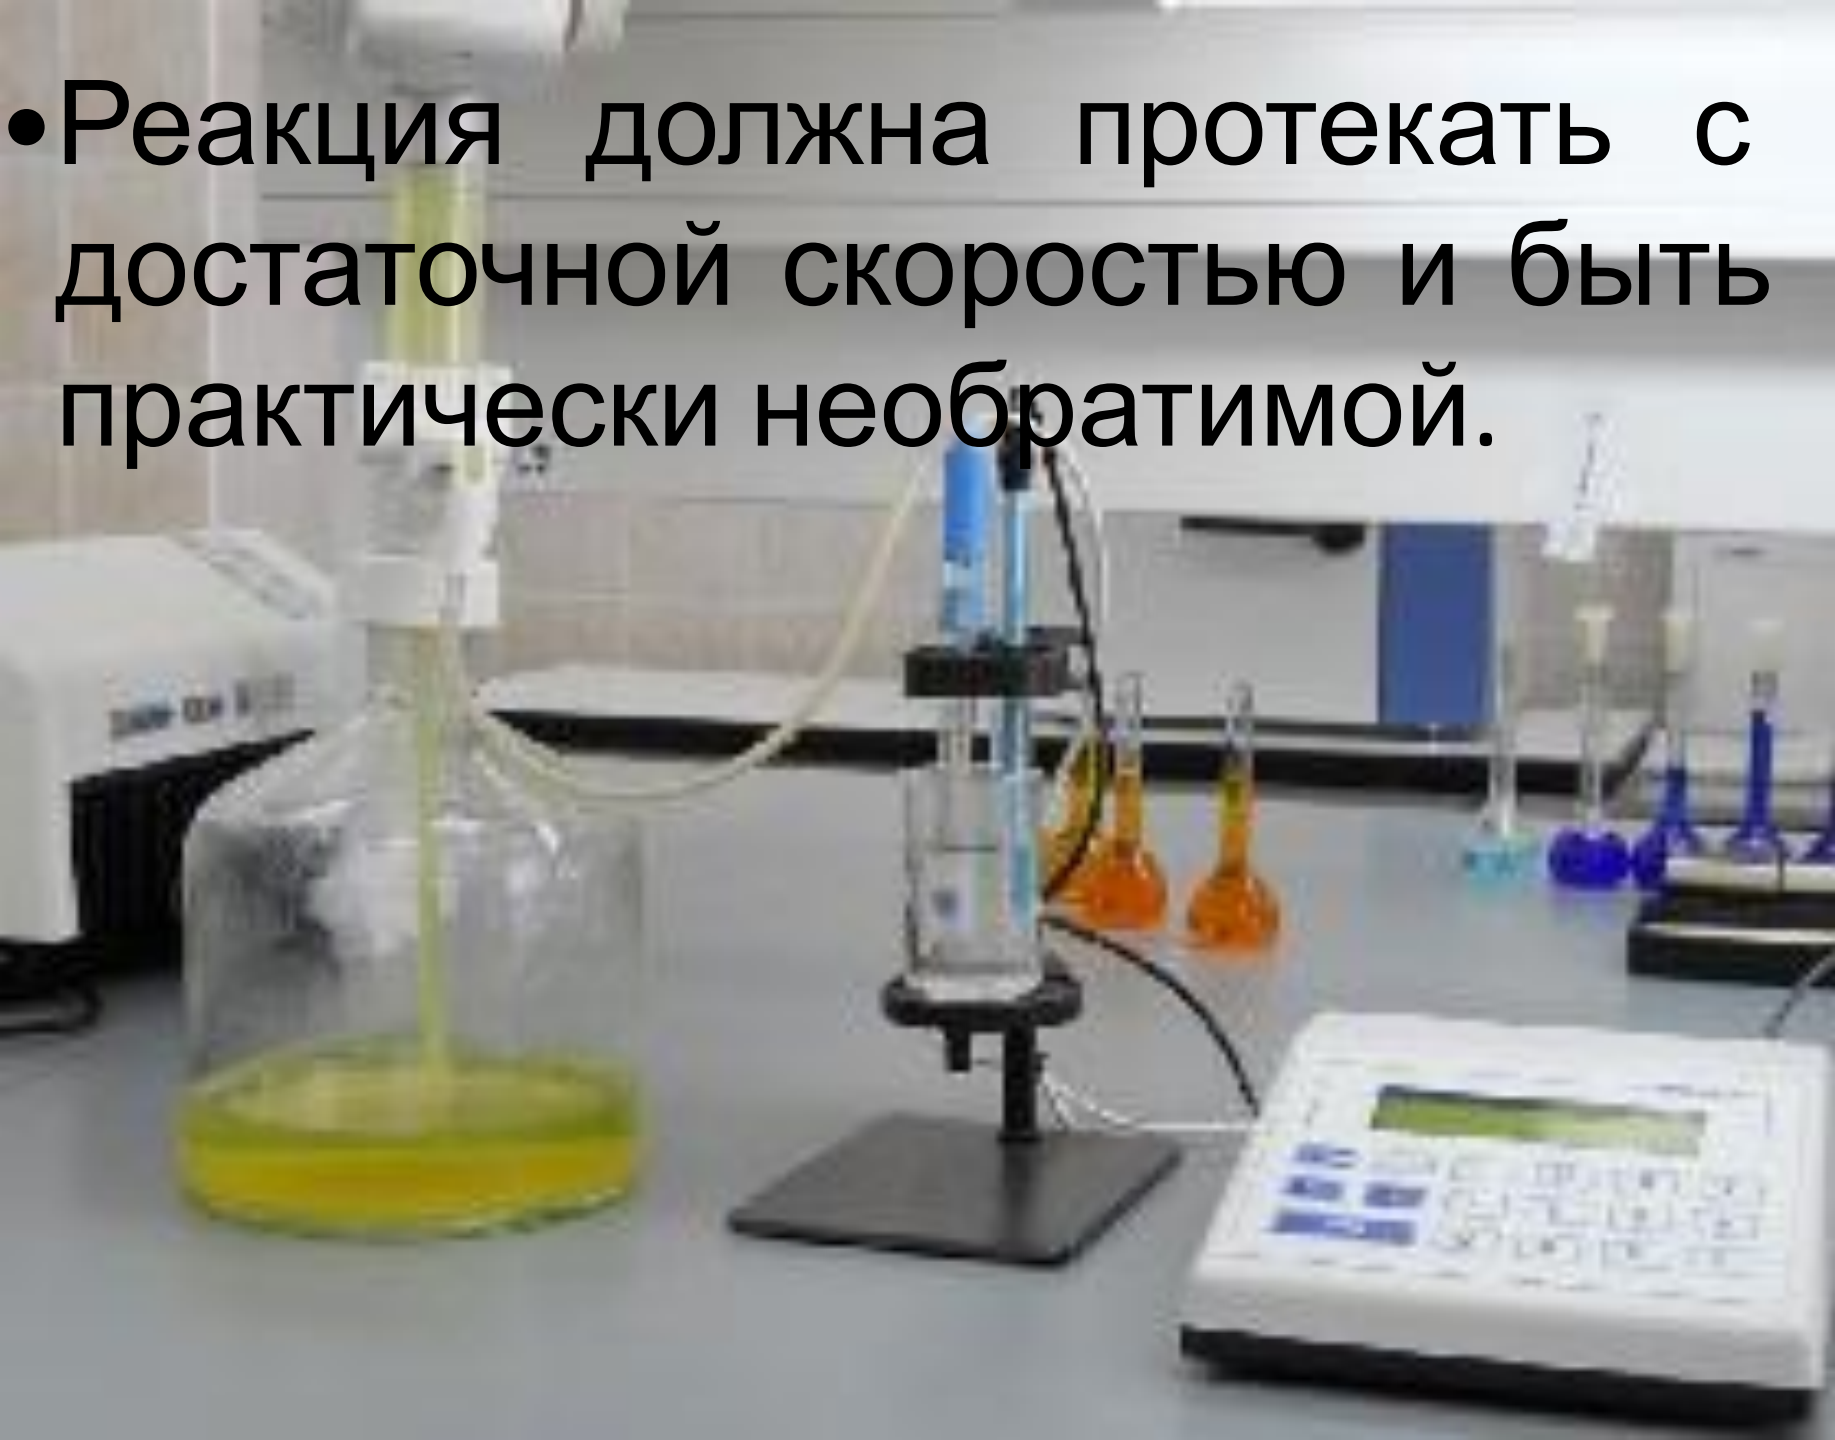 •Реакция должна протекать с
достаточной скоростью и быть
практически необратимой.